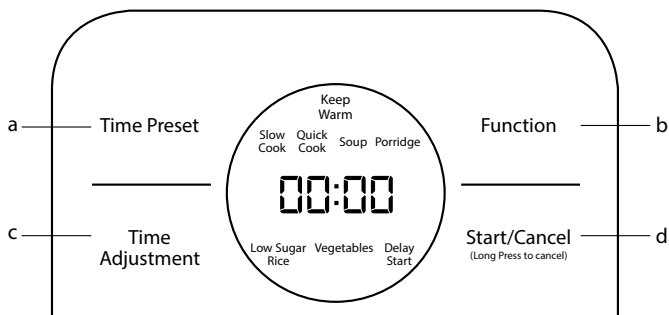 Keep
Warm
a
Time Preset
Slow
Cook
Quick
Cook
Soup
Porridge
Function
b
00:00
c
Time
Adjustment
Low Sugar
Rice
Vegetables
Delay
Start
Start/Cancel
(Long Press to cancel)
d